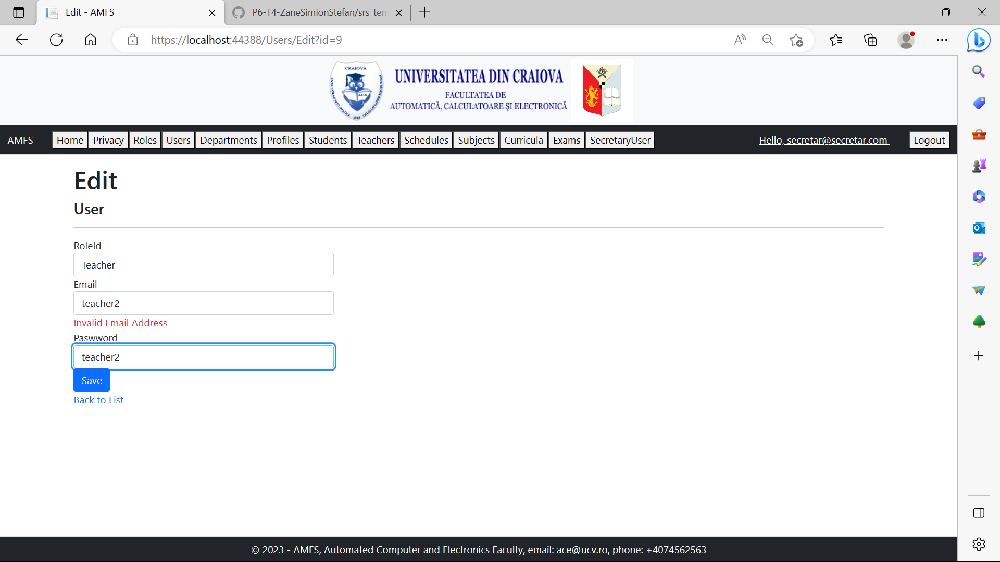 Edit - AMFS
P6-T4-ZaneSimionStefan/srs_tem
https://localhost:44388/Users/Edit?id=9
CRAIOVA
A.C.E.
1965
UNIVERSITATEA DIN CRAIOVA
FACULTATEA DE
AUTOMATICĂ, CALCULATOARE ȘI ELECTRONICĂ
AMFS
Home
Privacy
Roles
Users
Departments
Profiles
Students
Teachers
Schedules
Subjects
Curricula
Exams
SecretaryUser
Hello, secretar@secretar.com
Logout
Edit
User
RoleId
Teacher
Email
teacher2
Invalid Email Address
Paswword
teacher2
Save
Back to List
© 2023 - AMFS, Automated Computer and Electronics Faculty, email: ace@ucv.ro, phone: +4074562563